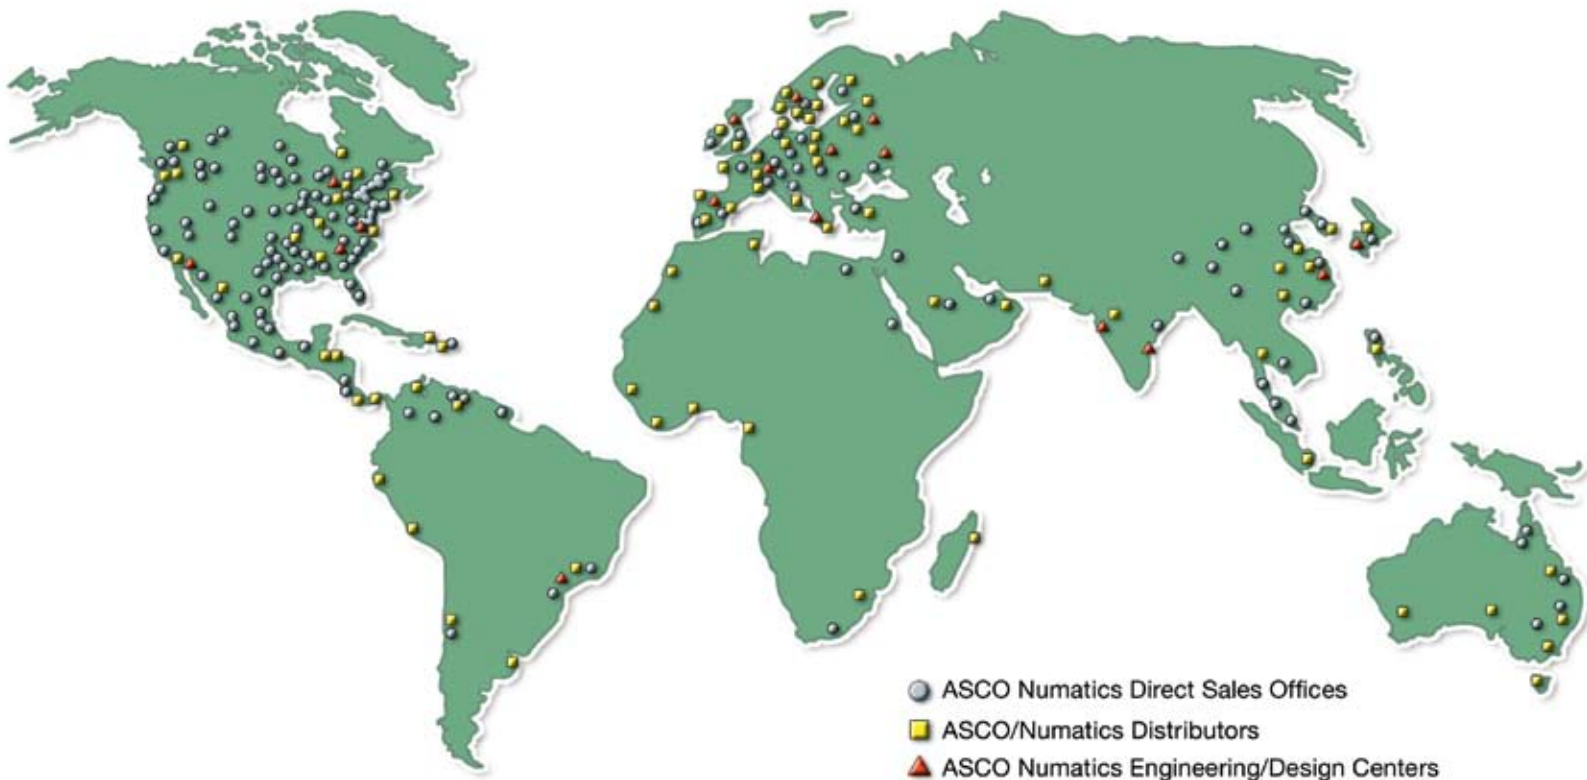 ASCO Numatics Direct Sales Offices
ASCO/Numatics Distributors
ASCO Numatics Engineering/Design Centers